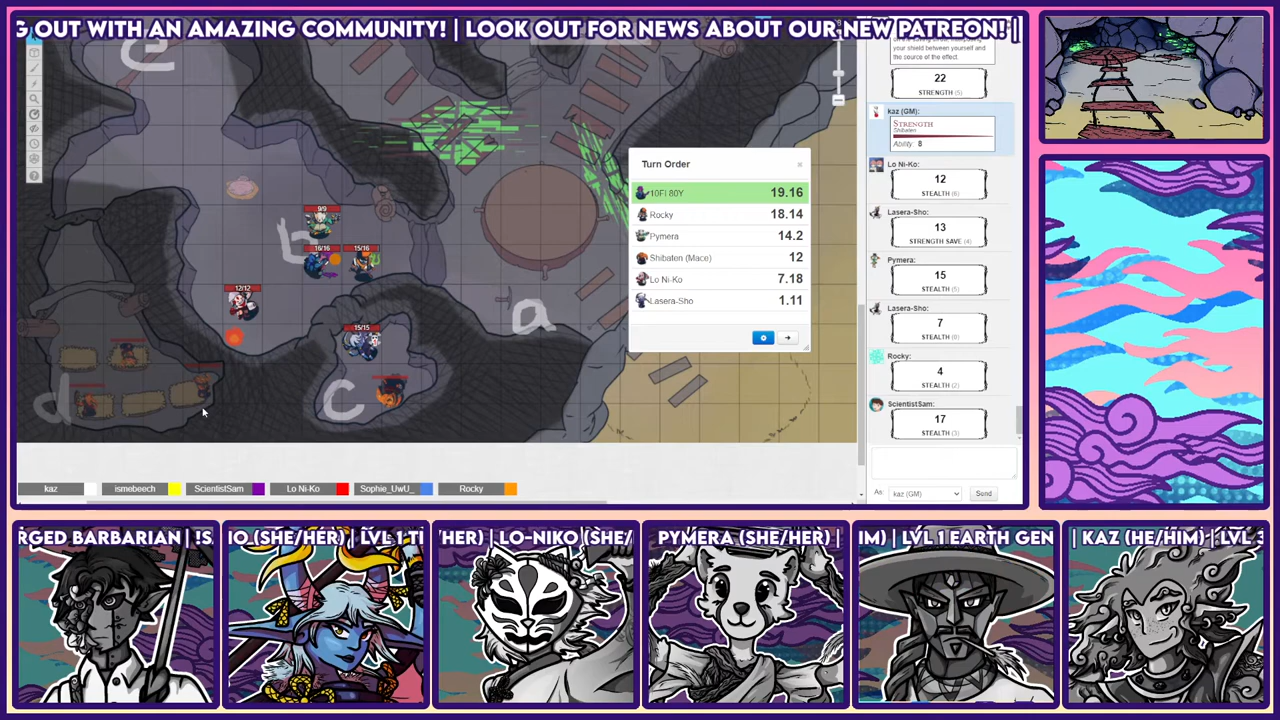 G OUT WITH AN AMAZING COMMUNITY! | LOOK OUT FOR NEWS ABOUT OUR NEW PATREON! |
e
b
a
c
d
9/9
16/16
15/16
12/12
15/15
Turn Order
10Fi 80Y 19.16
Rocky 18.14
Pymera 14.2
Shibaten (Mace) 12
Lo Ni-Ko 7.18
Lasera-Sho 1.11
your shield between yourself and
the source of the effect.
22
STRENGTH (5)
kaz (GM):
STRENGTH
Shibaten
Ability: 8
Lo Ni-Ko:
12
STEALTH (6)
Lasera-Sho:
13
STRENGTH SAVE (4)
Pymera:
15
STEALTH (5)
Lasera-Sho:
7
STEALTH (0)
Rocky:
4
STEALTH (2)
ScientistSam:
17
STEALTH (3)
As: kaz (GM) Send
kaz ismebeech ScientistSam Lo Ni-Ko Sophie_UwU_ Rocky
RGED BARBARIAN | !S
IO (SHE/HER) | LVL 1 TI
/HER) | LO-NIKO (SHE/
PYMERA (SHE/HER) |
IM) | LVL 1 EARTH GEN
| KAZ (HE/HIM) | LVL 3